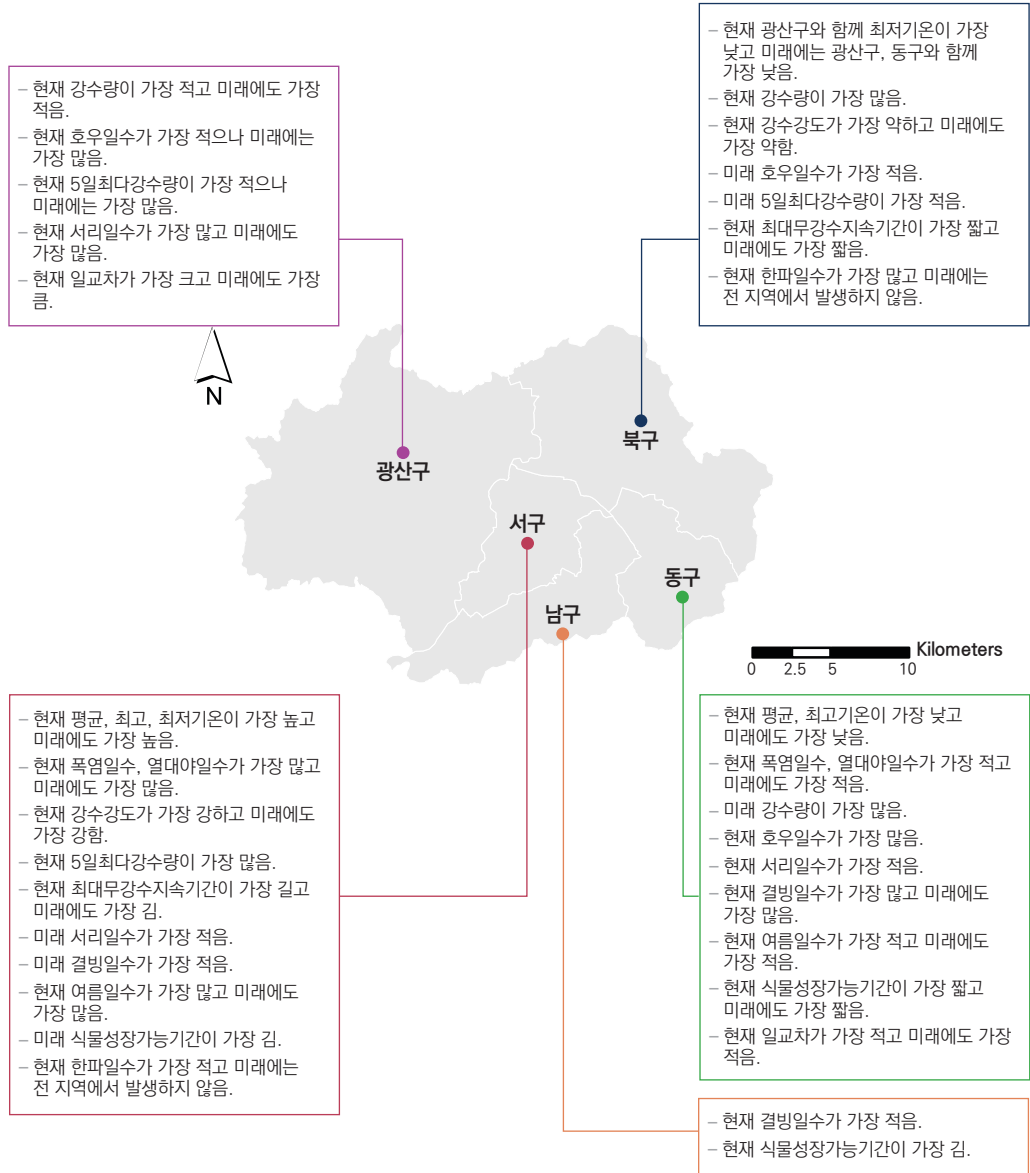 – 현재 강수량이 가장 적고 미래에도 가장
적음.
– 현재 호우일수가 가장 적으나 미래에는
가장 많음.
– 현재 5일최다강수량이 가장 적으나
미래에는 가장 많음.
– 현재 서리일수가 가장 많고 미래에도
가장 많음.
– 현재 일교차가 가장 크고 미래에도 가장
큼.
– 현재 광산구와 함께 최저기온이 가장
낮고 미래에는 광산구, 동구와 함께
가장 낮음.
– 현재 강수량이 가장 많음.
– 현재 강수강도가 가장 약하고 미래에도
가장 약함.
– 미래 호우일수가 가장 적음.
– 미래 5일최다강수량이 가장 적음.
– 현재 최대무강수지속기간이 가장 짧고
미래에도 가장 짧음.
– 현재 한파일수가 가장 많고 미래에는
전 지역에서 발생하지 않음.
N
북구
광산구
서구
동구
남구
Kilometers
0 2.5 5 10
– 현재 평균, 최고, 최저기온이 가장 높고
미래에도 가장 높음.
– 현재 폭염일수, 열대야일수가 가장 많고
미래에도 가장 많음.
– 현재 강수강도가 가장 강하고 미래에도
가장 강함.
– 현재 5일최다강수량이 가장 많음.
– 현재 최대무강수지속기간이 가장 길고
미래에도 가장 김.
– 미래 서리일수가 가장 적음.
– 미래 결빙일수가 가장 적음.
– 현재 여름일수가 가장 많고 미래에도
가장 많음.
– 미래 식물성장가능기간이 가장 김.
– 현재 한파일수가 가장 적고 미래에는
전 지역에서 발생하지 않음.
– 현재 평균, 최고기온이 가장 낮고
미래에도 가장 낮음.
– 현재 폭염일수, 열대야일수가 가장 적고
미래에도 가장 적음.
– 미래 강수량이 가장 많음.
– 현재 호우일수가 가장 많음.
– 현재 서리일수가 가장 적음.
– 현재 결빙일수가 가장 많고 미래에도
가장 많음.
– 현재 여름일수가 가장 적고 미래에도
가장 적음.
– 현재 식물성장가능기간이 가장 짧고
미래에도 가장 짧음.
– 현재 일교차가 가장 적고 미래에도 가장
적음.
– 현재 결빙일수가 가장 적음.
– 현재 식물성장가능기간이 가장 김.